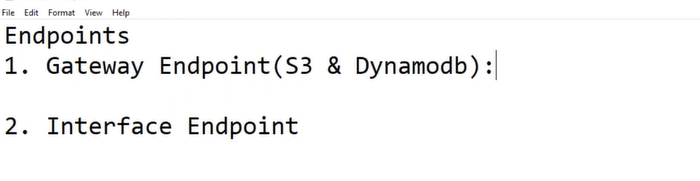 File Edit Format View Help
Endpoints
1. Gateway Endpoint(S3 & Dynamodb):
2. Interface Endpoint